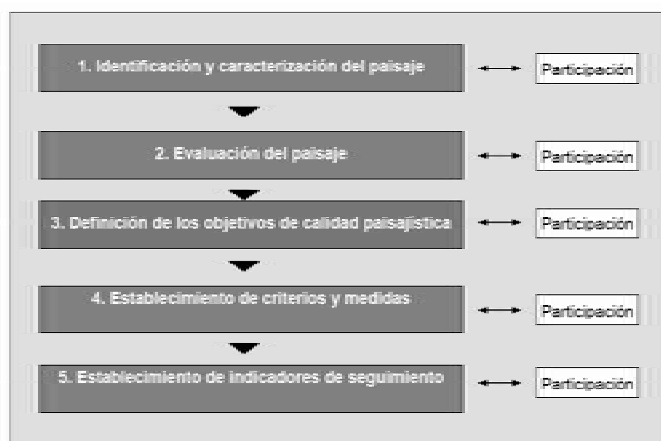 1. Identificación y caracterización del paisaje
Participación
2. Evaluación del paisaje
Participación
3. Definición de los objetivos de calidad paisajística
Participación
4. Establecimiento de criterios y medidas
Participación
5. Establecimiento de indicadores de seguimiento
Participación